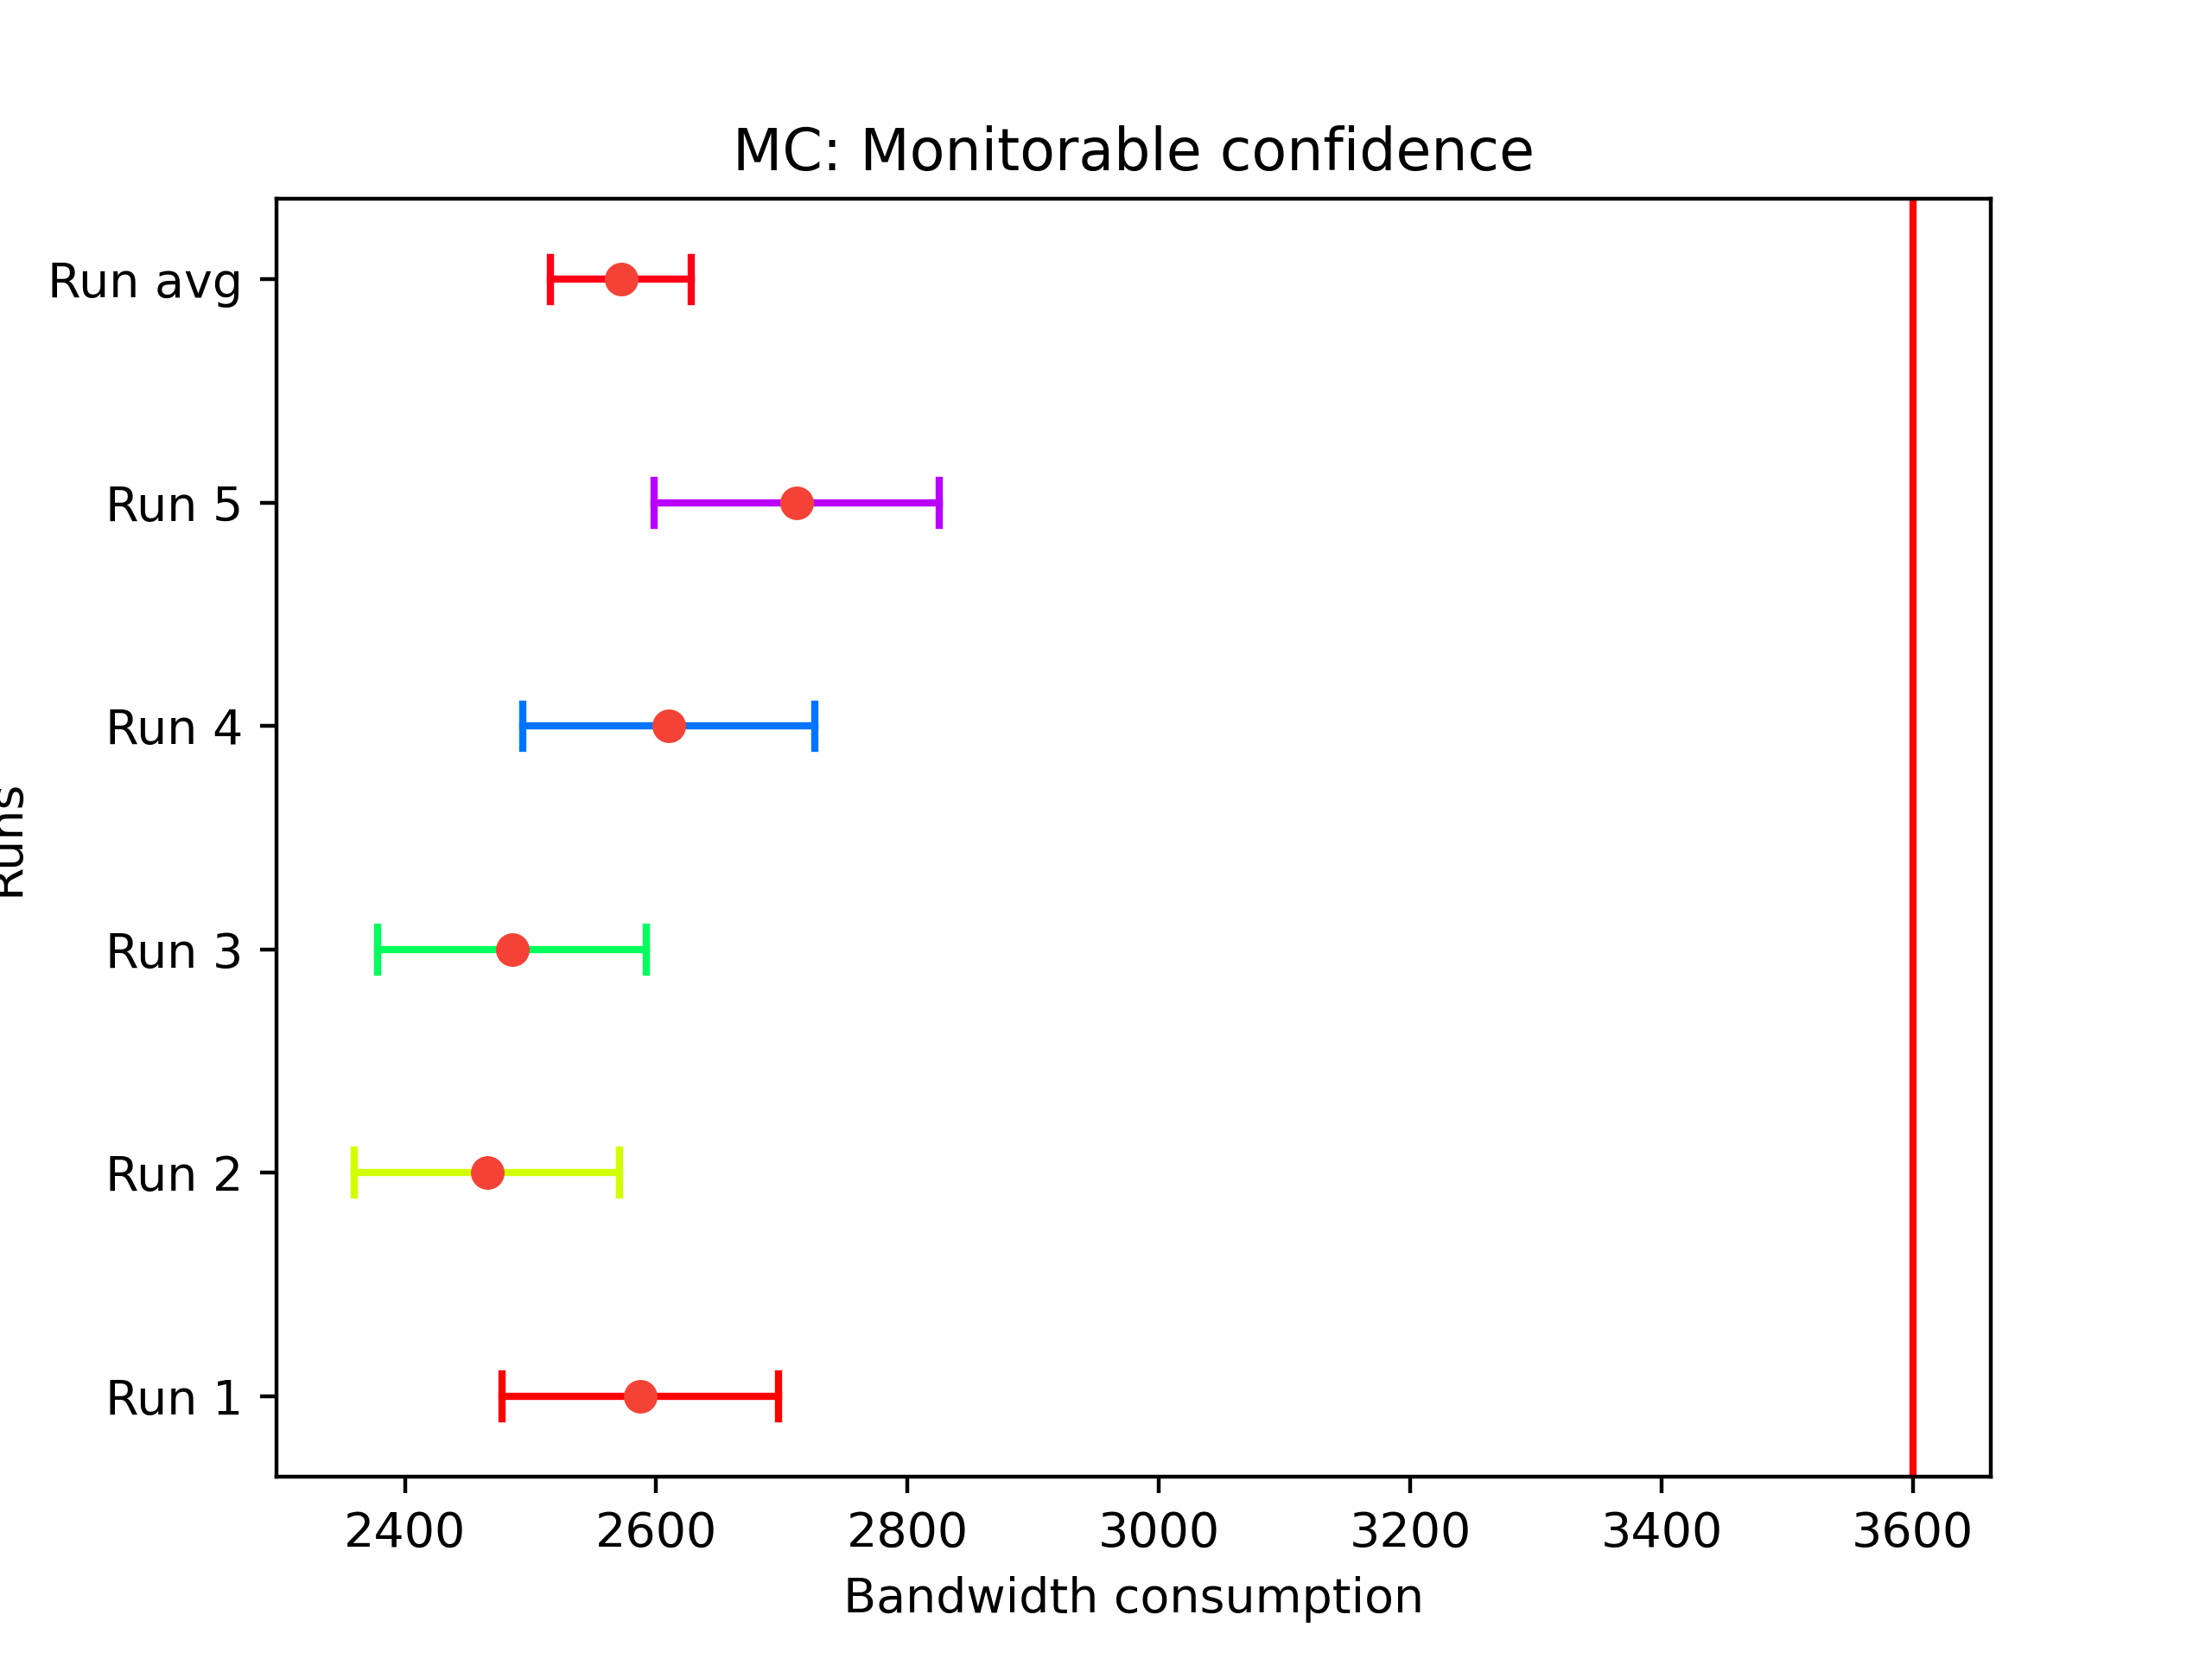 MC: Monitorable confidence
Run avg
Run 5
Run 4
Runs
Run 3
Run 2
Run 1
2400 2600 2800 3000 3200 3400 3600
Bandwidth consumption